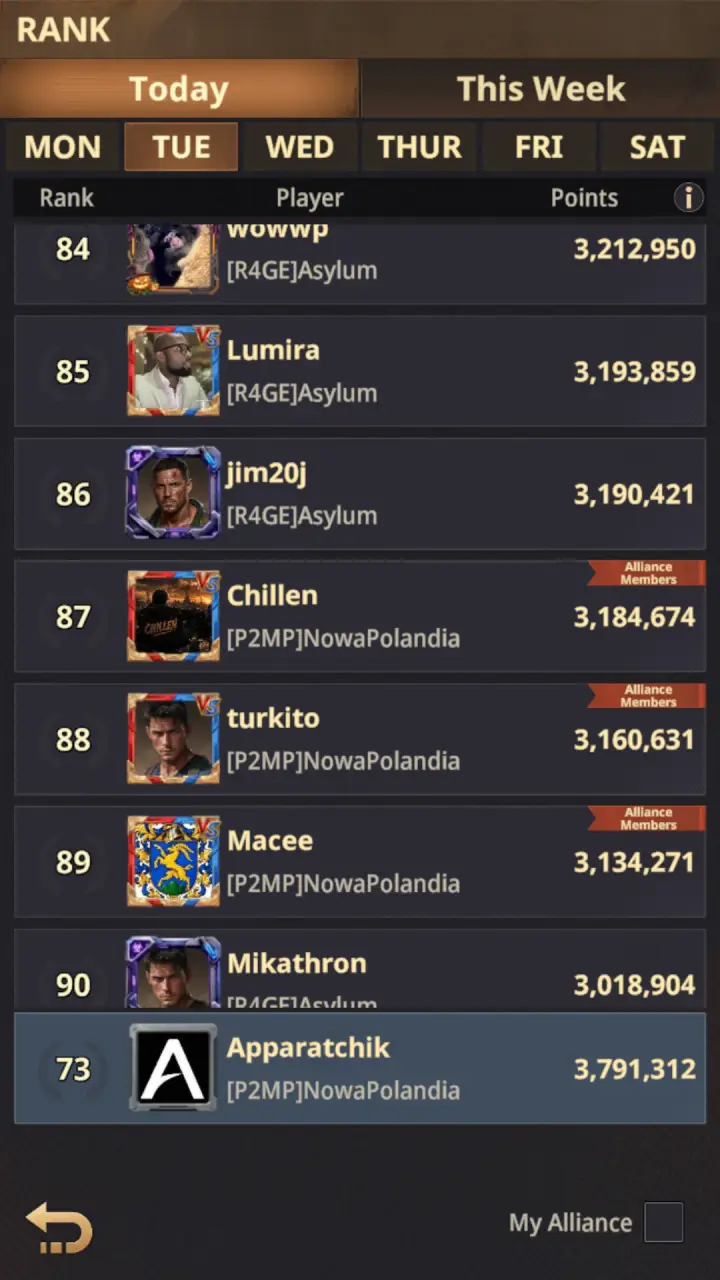 RANK
Today This Week
MON TUE WED THUR FRI SAT
Rank Player Points i
84 wowwp 3,212,950
[R4GE]Asylum
85 Lumira 3,193,859
[R4GE]Asylum
86 jim20j 3,190,421
[R4GE]Asylum
Alliance
Members
87 Chillen 3,184,674
[P2MP]NowaPolandia
Alliance
Members
88 turkito 3,160,631
[P2MP]NowaPolandia
Alliance
Members
89 Macee 3,134,271
[P2MP]NowaPolandia
90 Mikathron 3,018,904
[R4GE]Asylum
73 Apparatchik 3,791,312
[P2MP]NowaPolandia
My Alliance